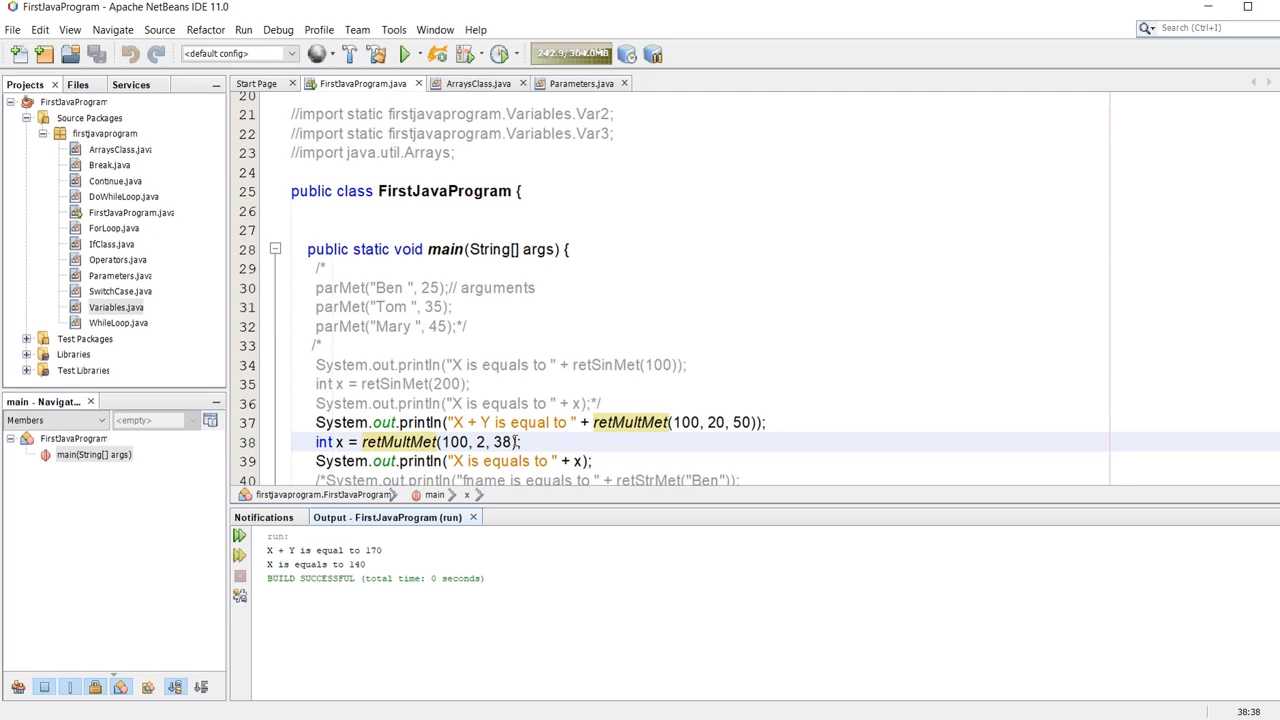 FirstJavaProgram - Apache NetBeans IDE 11.0
File Edit View Navigate Source Refactor Run Debug Profile Team Tools Window Help
Search (Ctrl+I)
<default config>
242.9/304.0MB
Projects Files Services
Start Page FirstJavaProgram.java ArraysClass.java Parameters.java
FirstJavaProgram
Source Packages
firstjavaprogram
ArraysClass.java
Break.java
Continue.java
DoWhileLoop.java
FirstJavaProgram.java
ForLoop.java
IfClass.java
Operators.java
Parameters.java
SwitchCase.java
Variables.java
WhileLoop.java
Test Packages
Libraries
Test Libraries
main - Navigat...
Members <empty>
FirstJavaProgram
main(String[] args)
20
21 //import static firstjavaprogram.Variables.Var2;
22 //import static firstjavaprogram.Variables.Var3;
23 //import java.util.Arrays;
24
25 public class FirstJavaProgram {
26
27
28 public static void main(String[] args) {
29 /*
30 parMet("Ben ", 25);// arguments
31 parMet("Tom ", 35);
32 parMet("Mary ", 45);*/
33 /*
34 System.out.println("X is equals to " + retSinMet(100));
35 int x = retSinMet(200);
36 System.out.println("X is equals to " + x);*/
37 System.out.println("X + Y is equal to " + retMultMet(100, 20, 50));
38 int x = retMultMet(100, 2, 38);
39 System.out.println("X is equals to " + x);
40 /*System.out.println("fname is equals to " + retStrMet("Ben"));
firstjavaprogram.FirstJavaProgram main x
Notifications Output - FirstJavaProgram (run)
run:
X + Y is equal to 170
X is equals to 140
BUILD SUCCESSFUL (total time: 0 seconds)
38:38